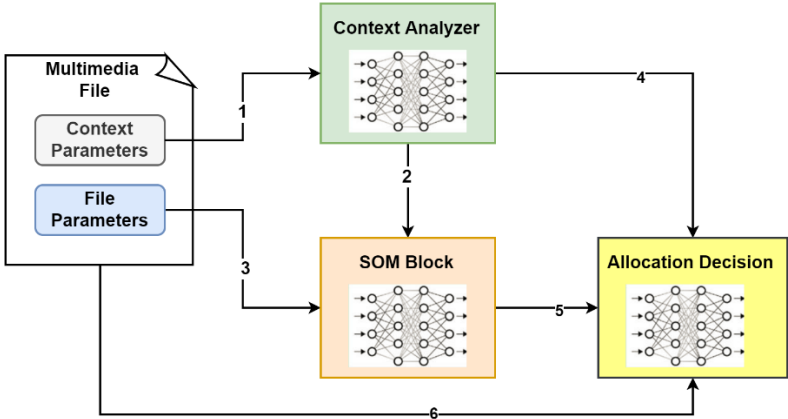 Context Analyzer
Multimedia
File
Context
Parameters
File
Parameters
1
4
2
3
SOM Block
Allocation Decision
5
6